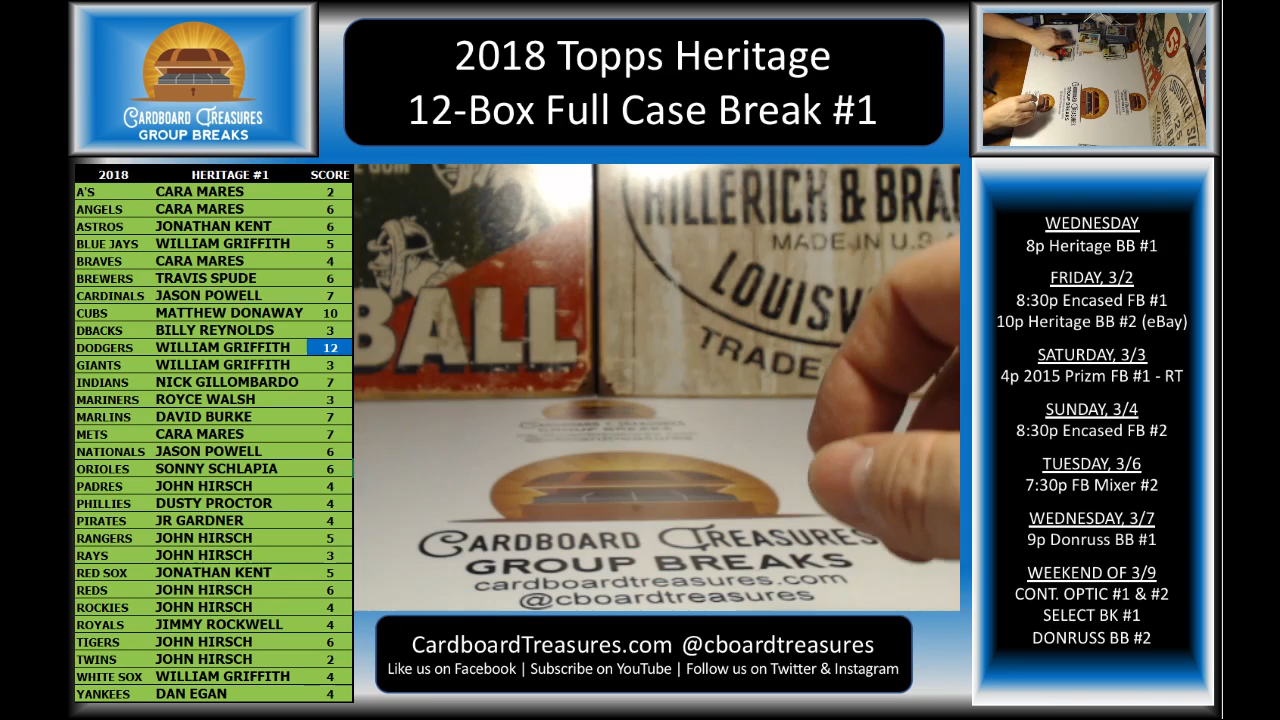 CARDBOARD TREASURES
GROUP BREAKS
2018 Topps Heritage
12-Box Full Case Break #1
2018 HERITAGE #1 SCORE
A'S CARA MARES 2
ANGELS CARA MARES 6
ASTROS JONATHAN KENT 6
BLUE JAYS WILLIAM GRIFFITH 5
BRAVES CARA MARES 4
BREWERS TRAVIS SPUDE 6
CARDINALS JASON POWELL 7
CUBS MATTHEW DONAWAY 10
DBACKS BILLY REYNOLDS 3
DODGERS WILLIAM GRIFFITH 12
GIANTS WILLIAM GRIFFITH 3
INDIANS NICK GILLOMBARDO 7
MARINERS ROYCE WALSH 3
MARLINS DAVID BURKE 7
METS CARA MARES 7
NATIONALS JASON POWELL 6
ORIOLES SONNY SCHLAPIA 6
PADRES JOHN HIRSCH 4
PHILLIES DUSTY PROCTOR 4
PIRATES JR GARDNER 4
RANGERS JOHN HIRSCH 5
RAYS JOHN HIRSCH 3
RED SOX JONATHAN KENT 5
REDS JOHN HIRSCH 6
ROCKIES JOHN HIRSCH 4
ROYALS JIMMY ROCKWELL 4
TIGERS JOHN HIRSCH 6
TWINS JOHN HIRSCH 2
WHITE SOX WILLIAM GRIFFITH 4
YANKEES DAN EGAN 4
BALL
HILLERICH & BRA
MADE IN U.S.
LOUISV
TRADE
CARDBOARD TREASURES
GROUP BREAKS
cardboardtreasures.com
@cboardtreasures
CardboardTreasures.com @cboardtreasures
Like us on Facebook | Subscribe on YouTube | Follow us on Twitter & Instagram
WEDNESDAY
8p Heritage BB #1
FRIDAY, 3/2
8:30p Encased FB #1
10p Heritage BB #2 (eBay)
SATURDAY, 3/3
4p 2015 Prizm FB #1 - RT
SUNDAY, 3/4
8:30p Encased FB #2
TUESDAY, 3/6
7:30p FB Mixer #2
WEDNESDAY, 3/7
9p Donruss BB #1
WEEKEND OF 3/9
CONT. OPTIC #1 & #2
SELECT BK #1
DONRUSS BB #2